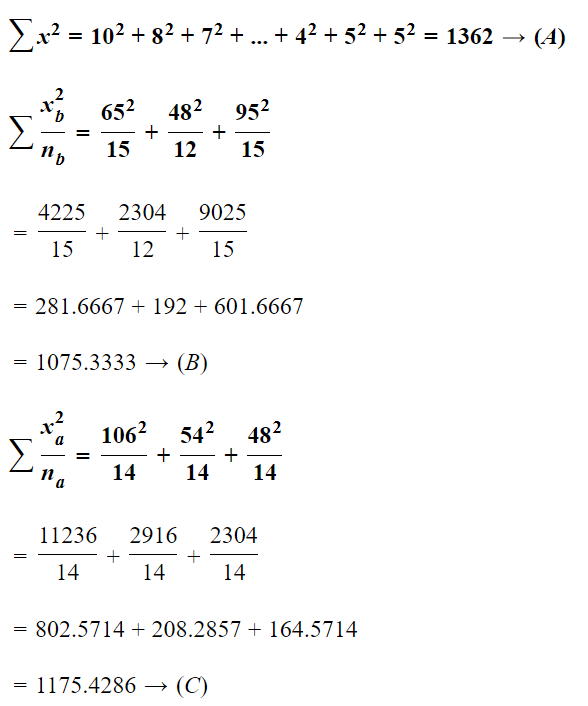 ∑x² = 10² + 8² + 7² + ... + 4² + 5² + 5² = 1362 → (A)
∑ x_b²/n_b = 65²/15 + 48²/12 + 95²/15
= 4225/15 + 2304/12 + 9025/15
= 281.6667 + 192 + 601.6667
= 1075.3333 → (B)
∑ x_a²/n_a = 106²/14 + 54²/14 + 48²/14
= 11236/14 + 2916/14 + 2304/14
= 802.5714 + 208.2857 + 164.5714
= 1175.4286 → (C)